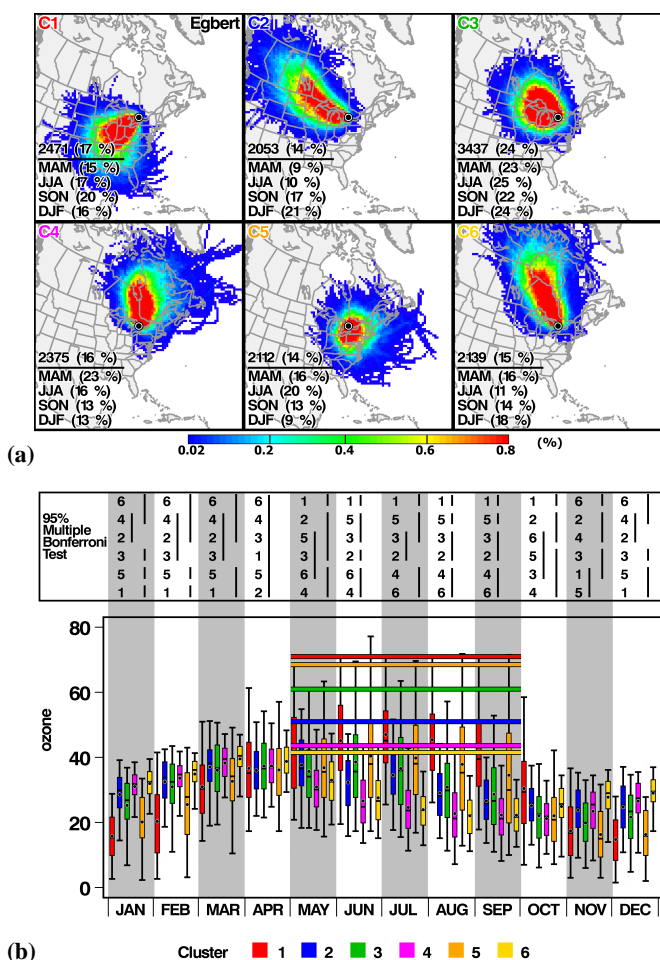 C1 Egbert C2 C3
2471 (17 %) 2053 (14 %) 3437 (24 %)
MAM (15 %) MAM (9 %) MAM (23 %)
JJA (17 %) JJA (10 %) JJA (25 %)
SON (20 %) SON (17 %) SON (22 %)
DJF (16 %) DJF (21 %) DJF (24 %)
C4 C5 C6
2375 (16 %) 2112 (14 %) 2139 (15 %)
MAM (23 %) MAM (16 %) MAM (16 %)
JJA (16 %) JJA (20 %) JJA (11 %)
SON (13 %) SON (13 %) SON (14 %)
DJF (13 %) DJF (9 %) DJF (18 %)
(a) 0.02 0.2 0.4 0.6 0.8 (%)
6 6 6 6 1 1 1 1 1 1 6 6
95% 4 4 4 4 2 5 5 5 5 2 2 4
Multiple
Bonferroni 2 2 2 3 5 3 3 3 2 6 4 2
Test 3 3 3 1 3 2 2 2 3 5 3 3
5 5 5 5 6 6 4 4 4 3 1 5
1 1 1 2 4 4 6 6 6 4 5 1
80
60
ozone
40
20
0
JAN FEB MAR APR MAY JUN JUL AUG SEP OCT NOV DEC
(b) Cluster 1 2 3 4 5 6